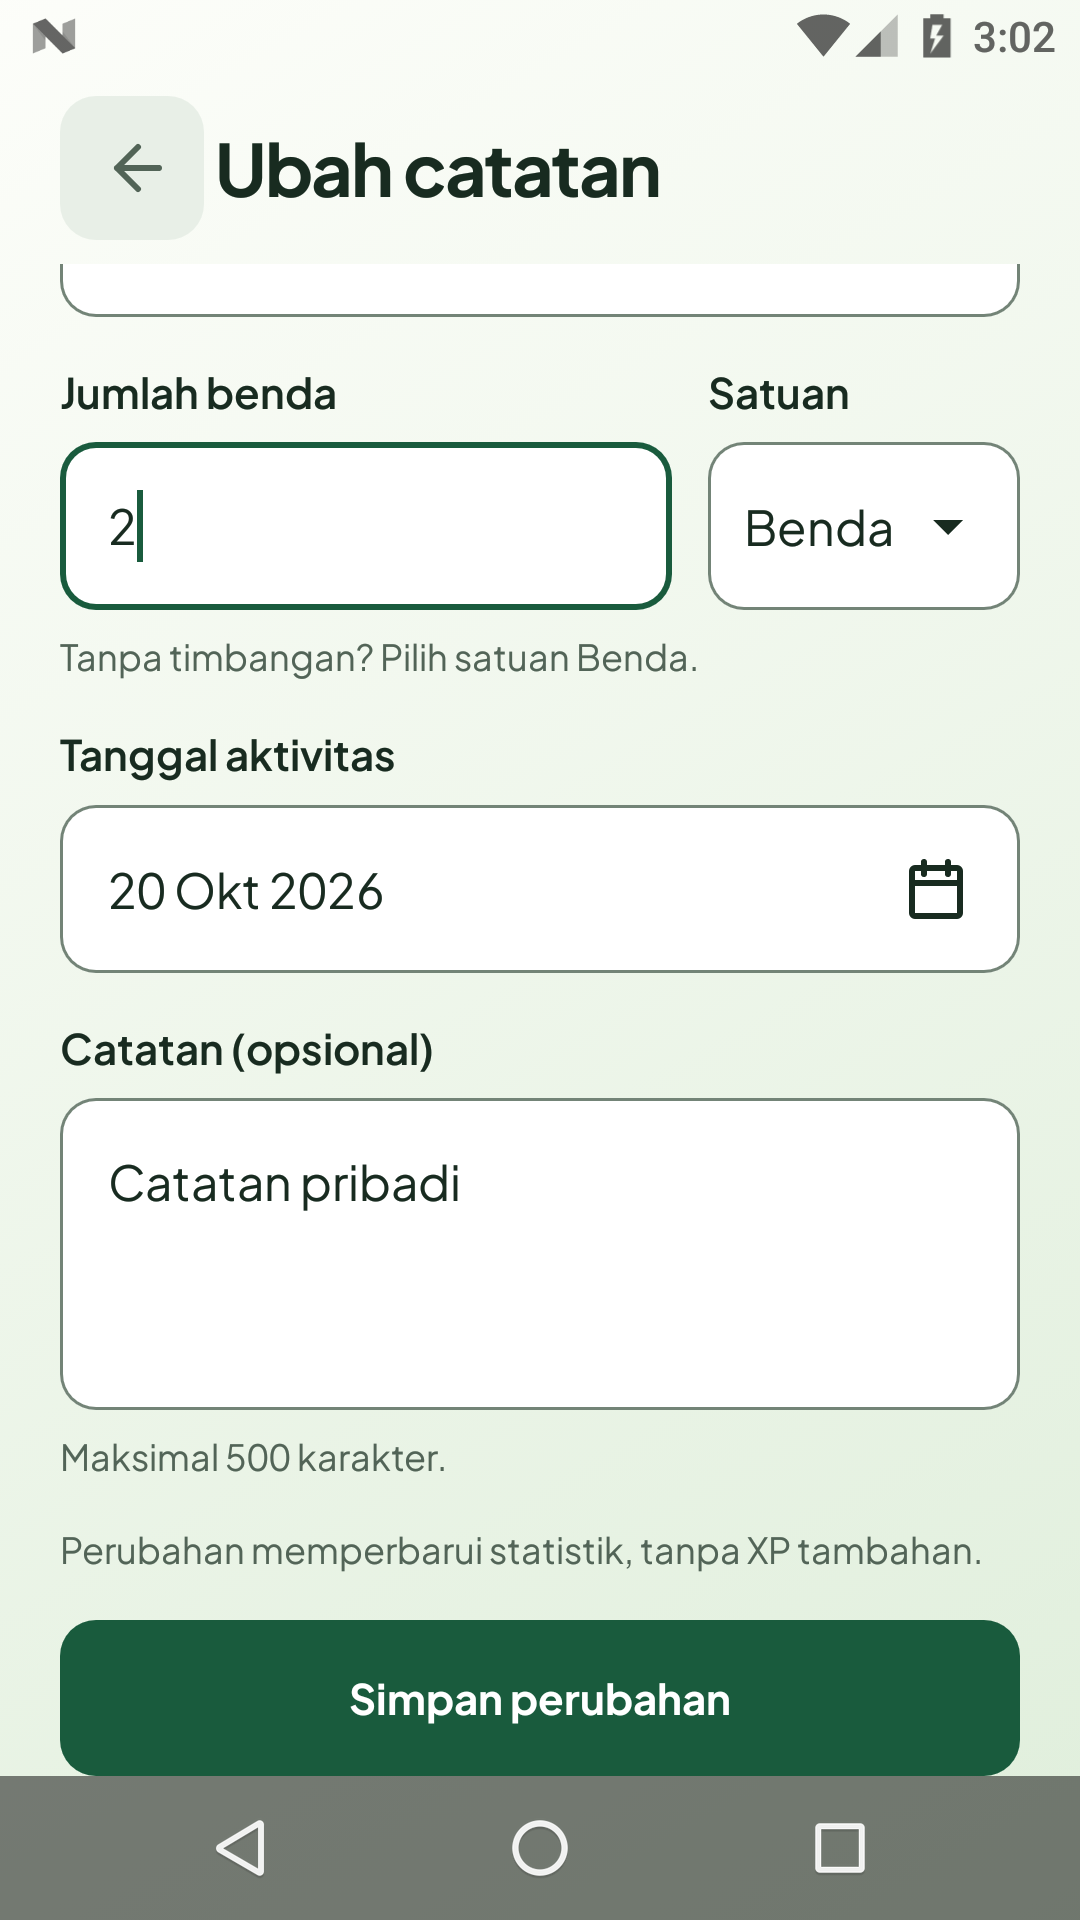 3:02
Ubah catatan
Jumlah benda
Satuan
2
Benda
Tanpa timbangan? Pilih satuan Benda.
Tanggal aktivitas
20 Okt 2026
Catatan (opsional)
Catatan pribadi
Maksimal 500 karakter.
Perubahan memperbarui statistik, tanpa XP tambahan.
Simpan perubahan